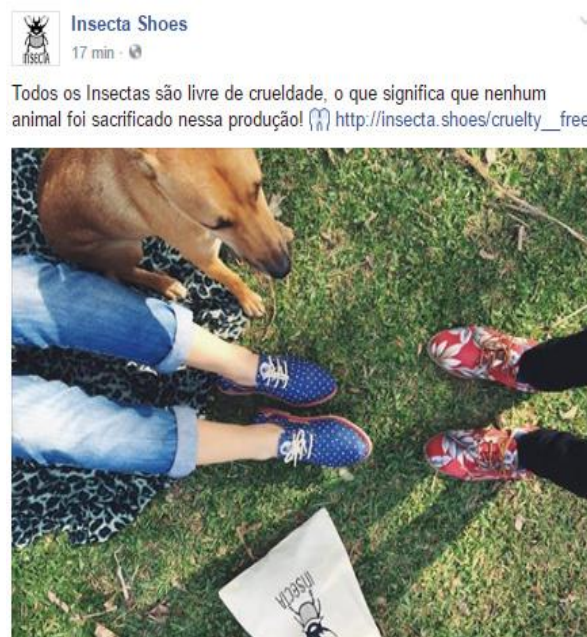 INSECTA
Insecta Shoes
17 min ·
Todos os Insectas são livre de crueldade, o que significa que nenhum
animal foi sacrificado nessa produção! http://insecta.shoes/cruelty__free
INSECTA